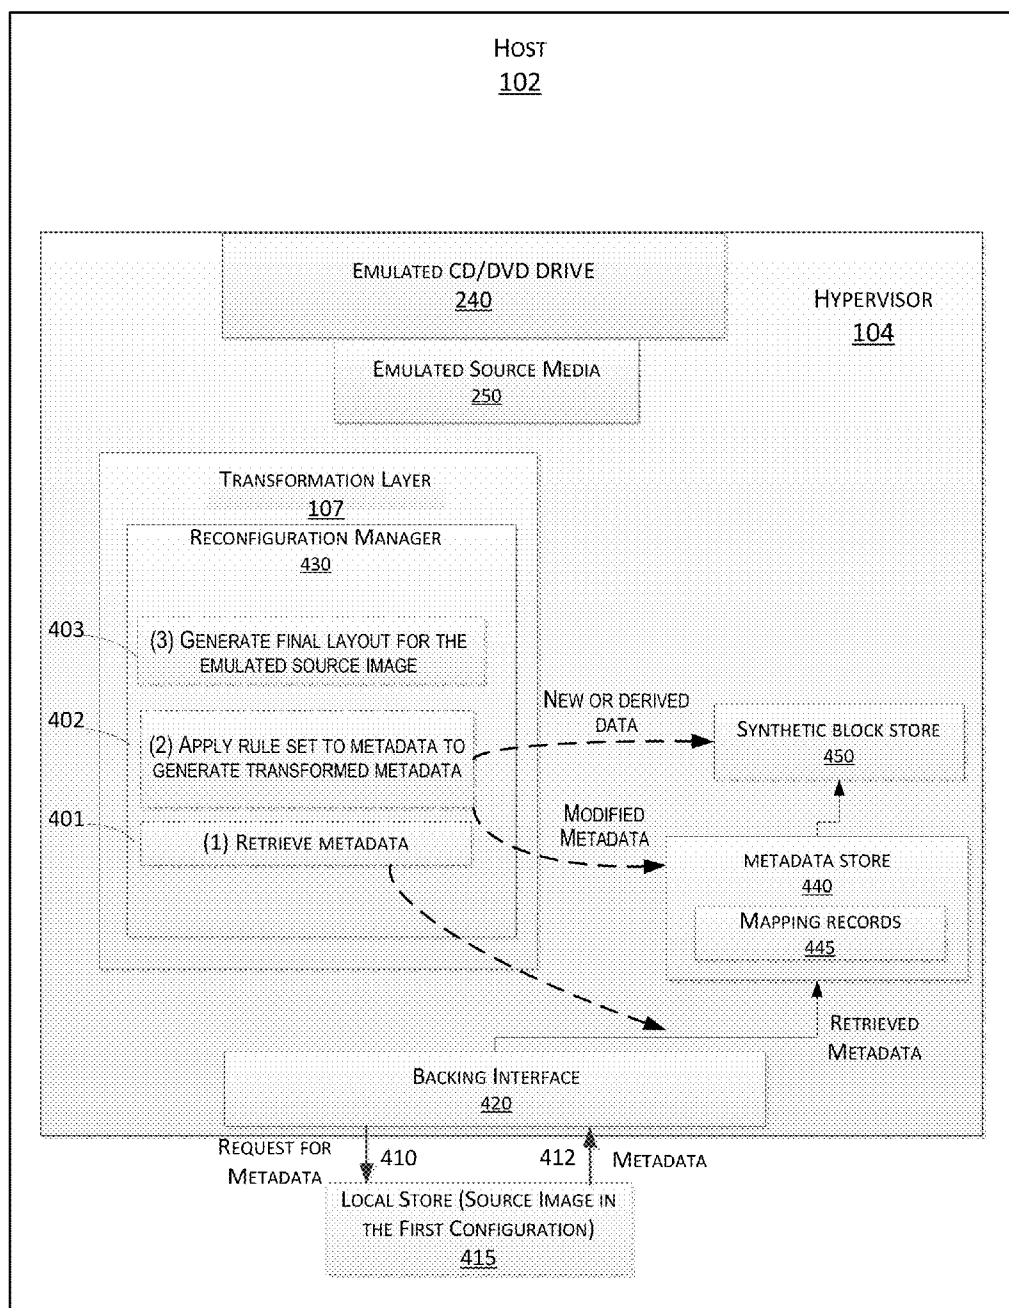 HOST
102
EMULATED CD/DVD DRIVE
240
HYPERVISOR
104
EMULATED SOURCE MEDIA
250
TRANSFORMATION LAYER
107
RECONFIGURATION MANAGER
430
403
(3) GENERATE FINAL LAYOUT FOR THE
EMULATED SOURCE IMAGE
402
(2) APPLY RULE SET TO METADATA TO
GENERATE TRANSFORMED METADATA
401
(1) RETRIEVE METADATA
NEW OR DERIVED
DATA
SYNTHETIC BLOCK STORE
450
MODIFIED
METADATA
METADATA STORE
440
MAPPING RECORDS
445
RETRIEVED
METADATA
BACKING INTERFACE
420
REQUEST FOR
METADATA
410
412
METADATA
LOCAL STORE (SOURCE IMAGE IN
THE FIRST CONFIGURATION)
415